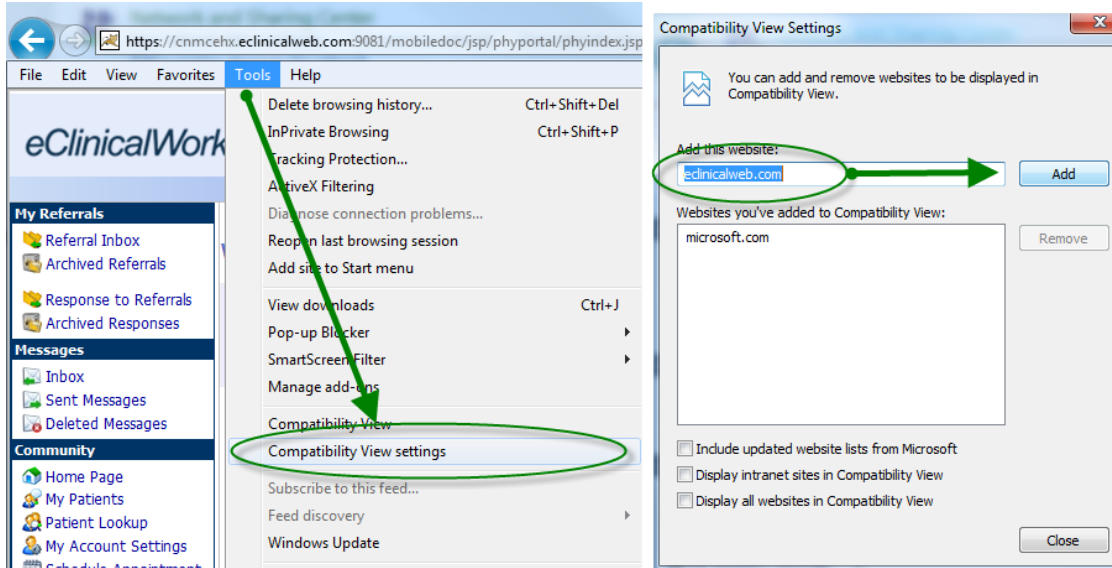 https://cnmcehx.eclinicalweb.com:9081/mobiledoc/jsp/phyportal/phyindex.jsp
File Edit View Favorites Tools Help
eClinicalWork
My Referrals
Referral Inbox
Archived Referrals
Response to Referrals
Archived Responses
Messages
Inbox
Sent Messages
Deleted Messages
Community
Home Page
My Patients
Patient Lookup
My Account Settings
Schedule Appointment
Delete browsing history... Ctrl+Shift+Del
InPrivate Browsing Ctrl+Shift+P
Tracking Protection...
ActiveX Filtering
Diagnose connection problems...
Reopen last browsing session
Add site to Start menu
View downloads Ctrl+J
Pop-up Blocker
SmartScreen Filter
Manage add-ons
Compatibility View
Compatibility View settings
Subscribe to this feed...
Feed discovery
Windows Update
Compatibility View Settings
You can add and remove websites to be displayed in
Compatibility View.
Add this website:
eclinicalweb.com
Add
Websites you've added to Compatibility View:
microsoft.com
Remove
Include updated website lists from Microsoft
Display intranet sites in Compatibility View
Display all websites in Compatibility View
Close